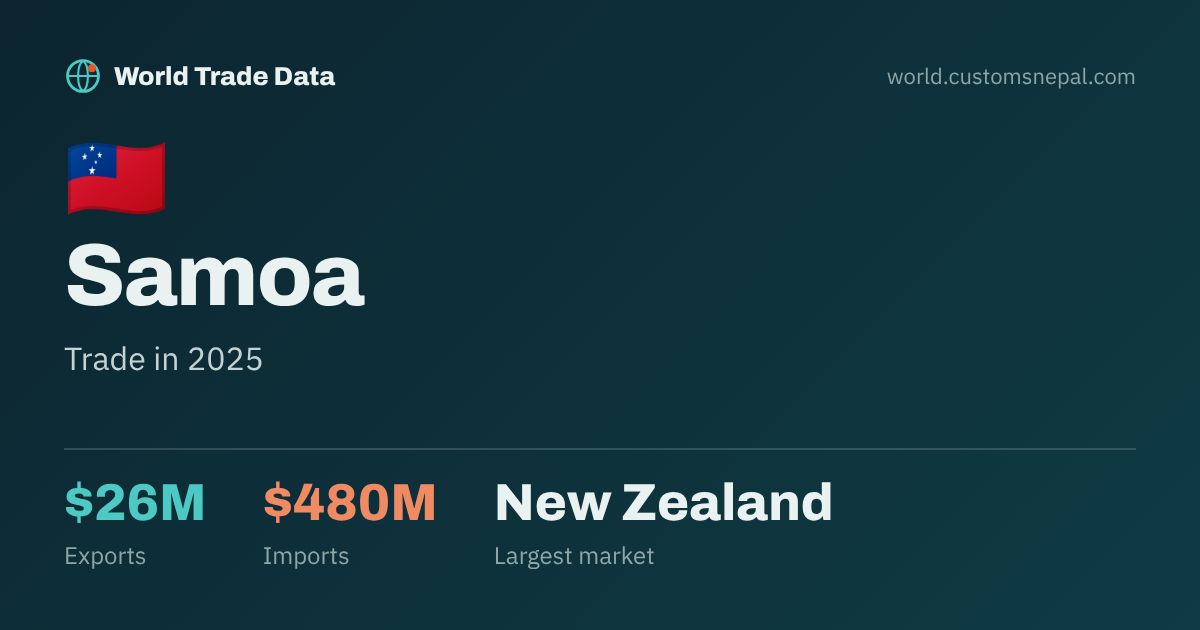 World Trade Data
world.customsnepal.com
Samoa
Trade in 2025
$26M
Exports
$480M
Imports
New Zealand
Largest market